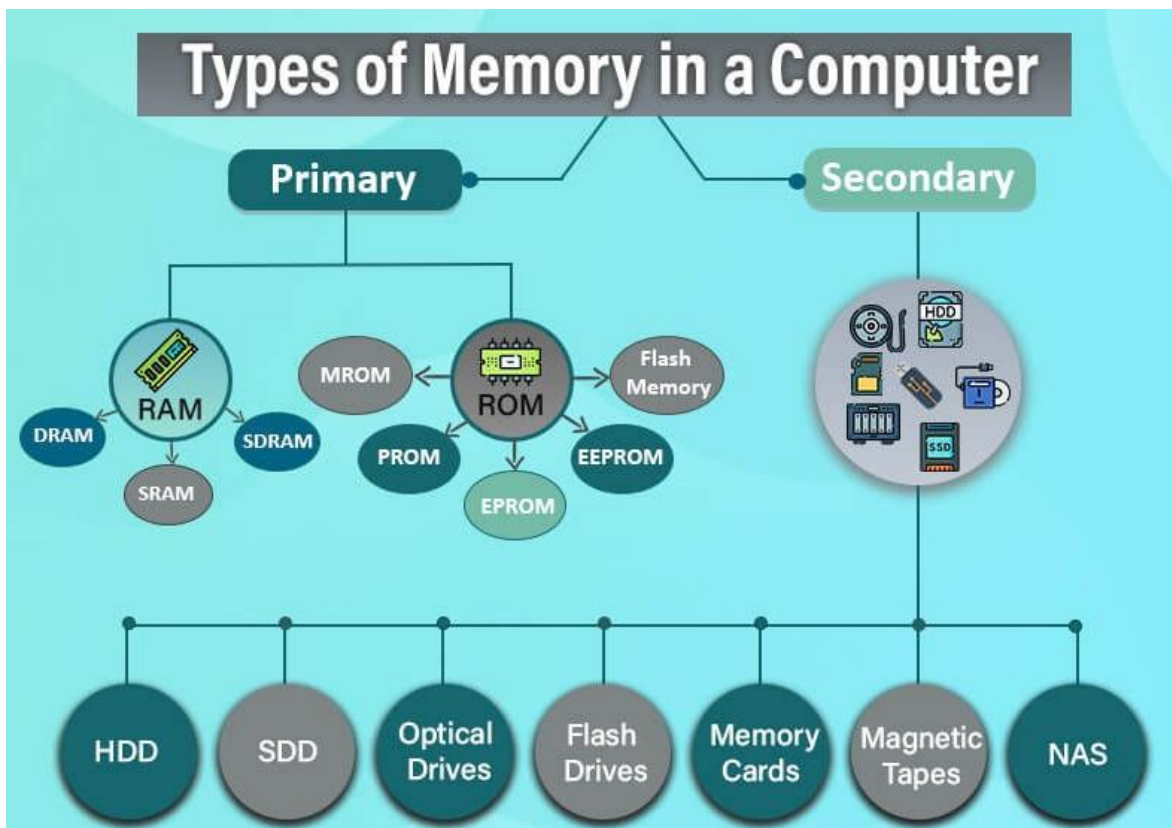 Types of Memory in a Computer
Primary
Secondary
HDD
RAM
DRAM
SRAM
SDRAM
ROM
MROM
PROM
EPROM
EEPROM
Flash
Memory
SSD
HDD
SDD
Optical
Drives
Flash
Drives
Memory
Cards
Magnetic
Tapes
NAS